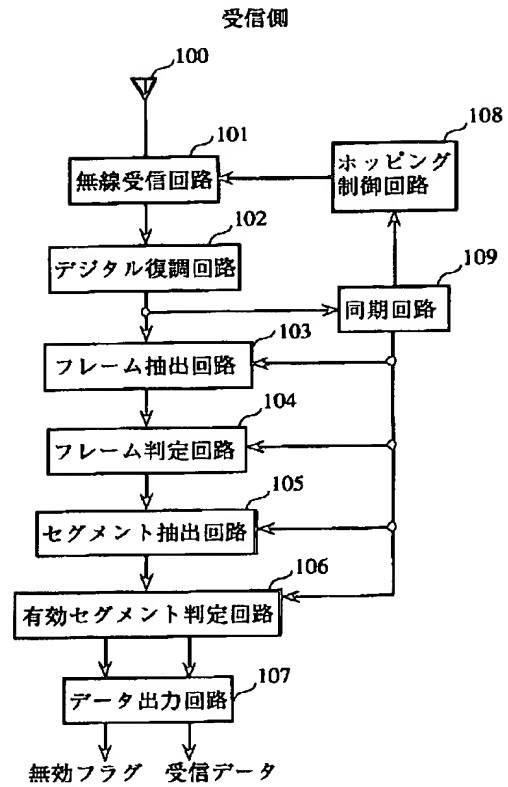 受信側
100
101
無線受信回路
108
ホッピング
制御回路
102
デジタル復調回路
109
同期回路
103
フレーム抽出回路
104
フレーム判定回路
105
セグメント抽出回路
106
有効セグメント判定回路
107
データ出力回路
無効フラグ 受信データ